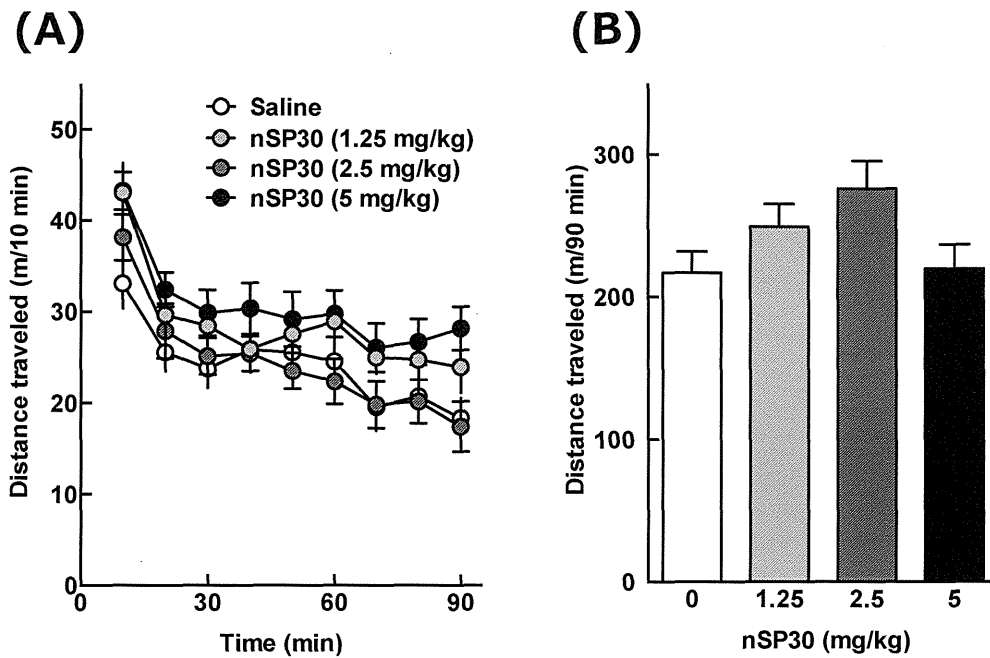 (A)
Saline
nSP30 (1.25 mg/kg)
nSP30 (2.5 mg/kg)
nSP30 (5 mg/kg)
Distance traveled (m/10 min)
50
40
30
20
10
0
0 30 60 90
Time (min)
(B)
Distance traveled (m/90 min)
300
200
100
0
0 1.25 2.5 5
nSP30 (mg/kg)